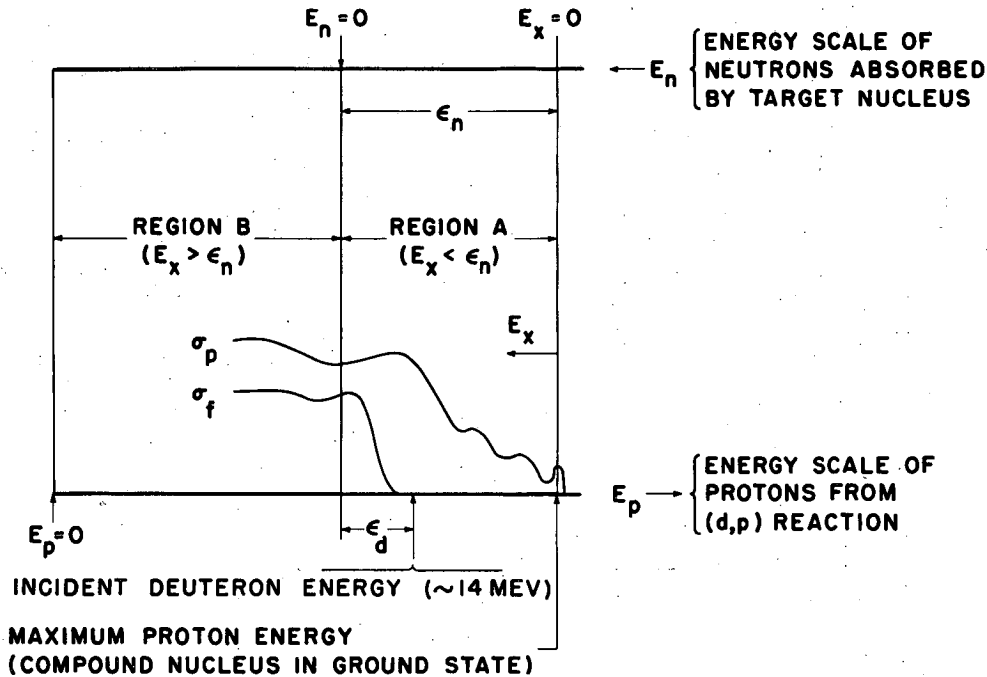 E_n=0
E_x=0
← E_n { ENERGY SCALE OF
NEUTRONS ABSORBED
BY TARGET NUCLEUS
ϵ_n
REGION B
(E_x > ϵ_n)
REGION A
(E_x < ϵ_n)
E_x
σ_p
σ_f
E_p → { ENERGY SCALE OF
PROTONS FROM
(d,p) REACTION
E_p=0
ϵ_d
INCIDENT DEUTERON ENERGY (~14 MEV)
MAXIMUM PROTON ENERGY
(COMPOUND NUCLEUS IN GROUND STATE)